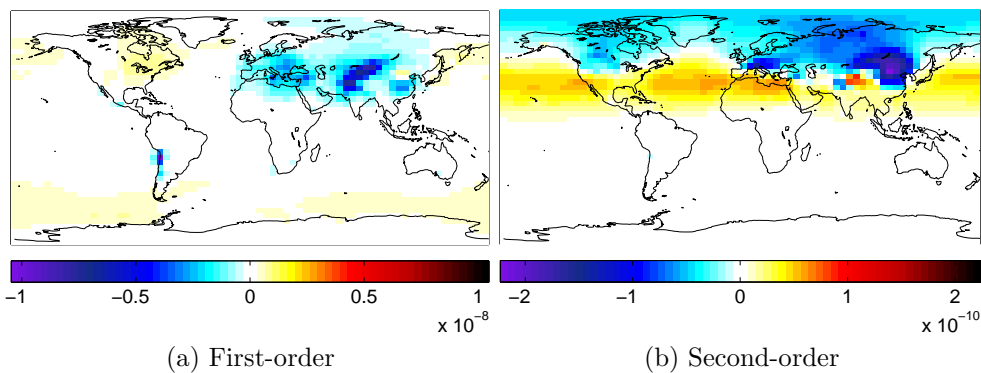 −1 −0.5 0 0.5 1
x 10⁻⁸
(a) First-order
−2 −1 0 1 2
x 10⁻¹⁰
(b) Second-order